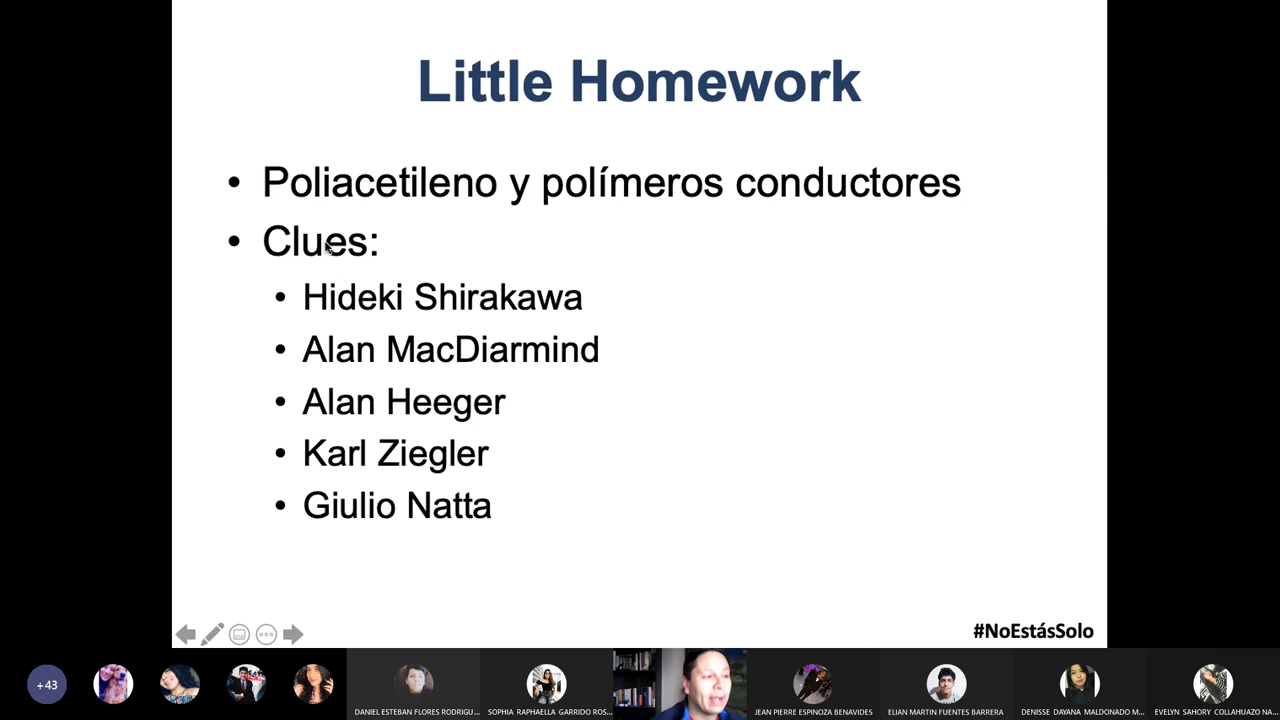 Little Homework
• Poliacetileno y polímeros conductores
• Clues:
• Hideki Shirakawa
• Alan MacDiarmind
• Alan Heeger
• Karl Ziegler
• Giulio Natta
#NoEstásSolo
+43
DANIEL ESTEBAN FLORES RODRIGU...
SOPHIA RAPHAELLA GARRIDO ROS...
JEAN PIERRE ESPINOZA BENAVIDES
ELIAN MARTIN FUENTES BARRERA
DENISSE DAYANA MALDONADO M...
EVELYN SAHORY COLLAHUAZO NA...